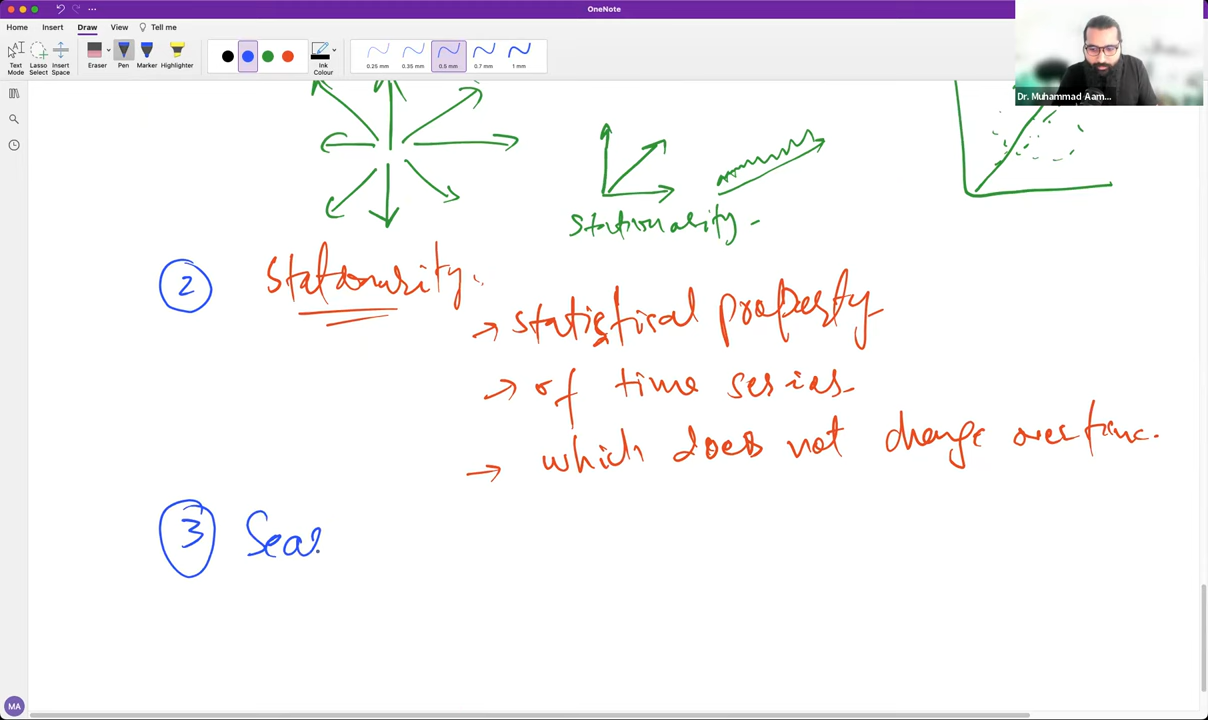 OneNote
Home Insert Draw View Tell me
Text Mode
Lasso Select
Insert Space
Eraser
Pen
Marker
Highlighter
Ink Colour
0.25 mm
0.35 mm
0.5 mm
0.7 mm
1 mm
Dr. Muhammad Aam...
Stationarity -
2 Stationarity.
→ statistical property
→ of time series.
→ which does not change over time.
3 Seas
MA